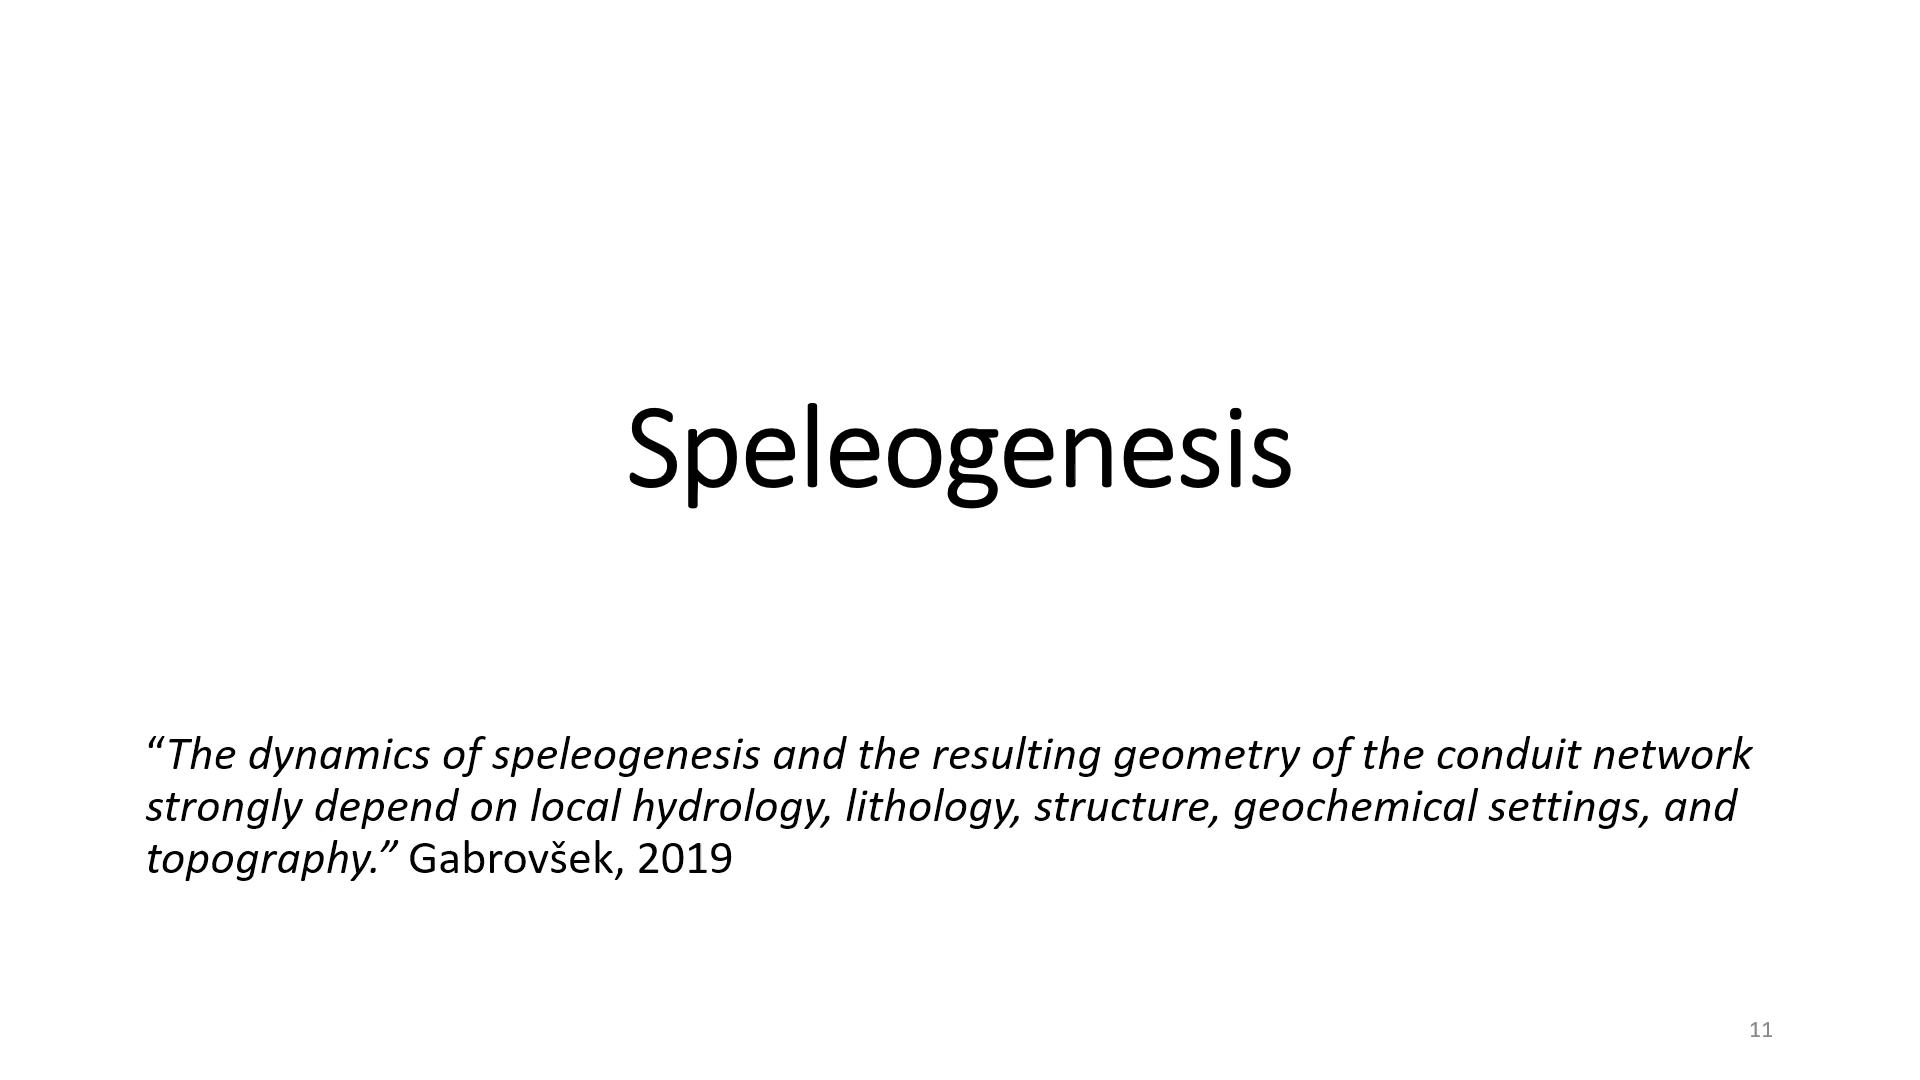 Speleogenesis
“The dynamics of speleogenesis and the resulting geometry of the conduit network
strongly depend on local hydrology, lithology, structure, geochemical settings, and
topography.” Gabrovšek, 2019
11